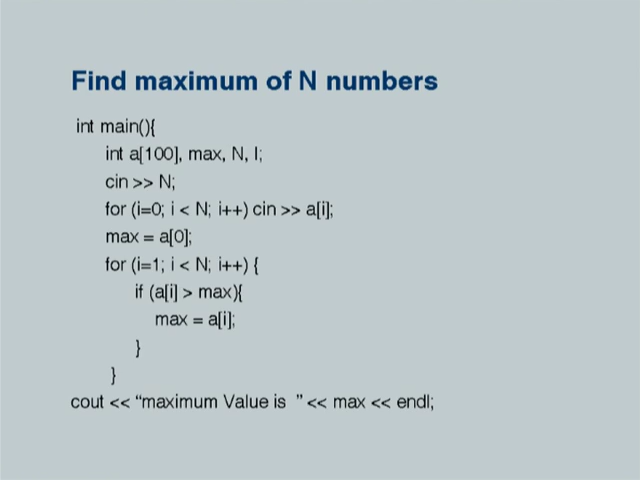 Find maximum of N numbers
int main(){
int a[100], max, N, I;
cin >> N;
for (i=0; i < N; i++) cin >> a[i];
max = a[0];
for (i=1; i < N; i++) {
if (a[i] > max){
max = a[i];
}
}
cout << “maximum Value is ” << max << endl;